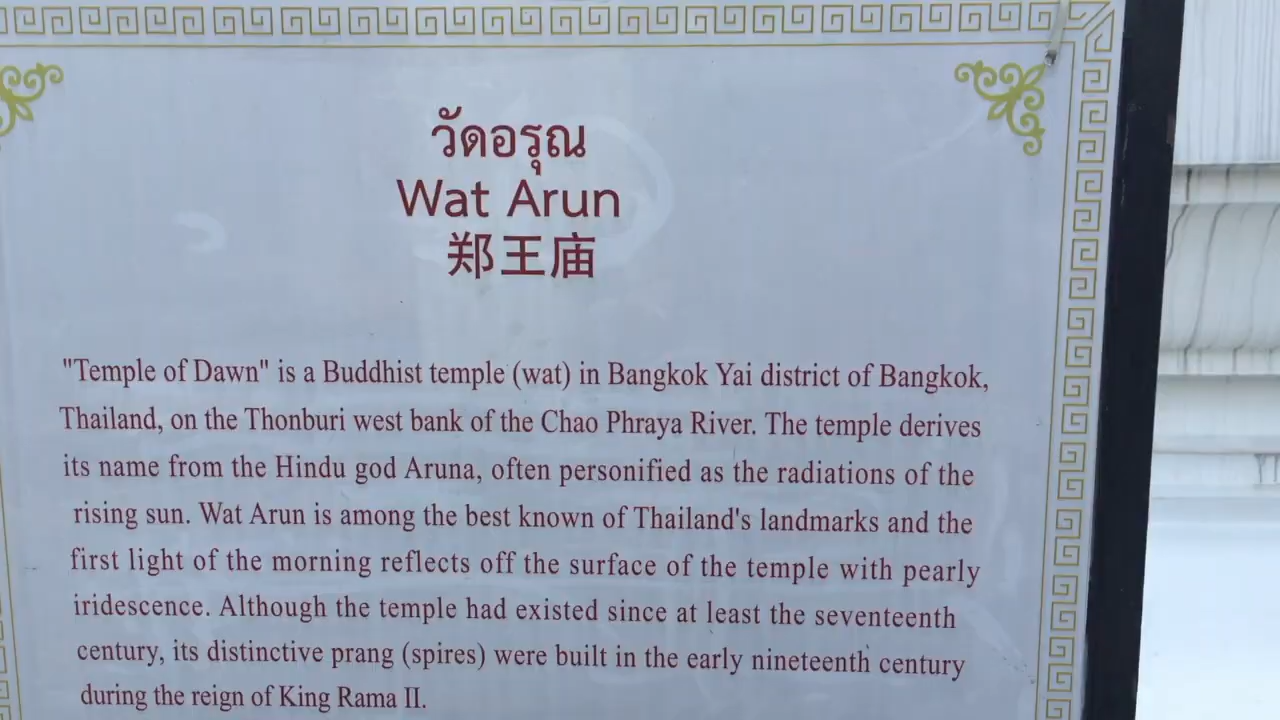 วัดอรุณ
Wat Arun
郑王庙
"Temple of Dawn" is a Buddhist temple (wat) in Bangkok Yai district of Bangkok,
Thailand, on the Thonburi west bank of the Chao Phraya River. The temple derives
its name from the Hindu god Aruna, often personified as the radiations of the
rising sun. Wat Arun is among the best known of Thailand's landmarks and the
first light of the morning reflects off the surface of the temple with pearly
iridescence. Although the temple had existed since at least the seventeenth
century, its distinctive prang (spires) were built in the early nineteenth century
during the reign of King Rama II.